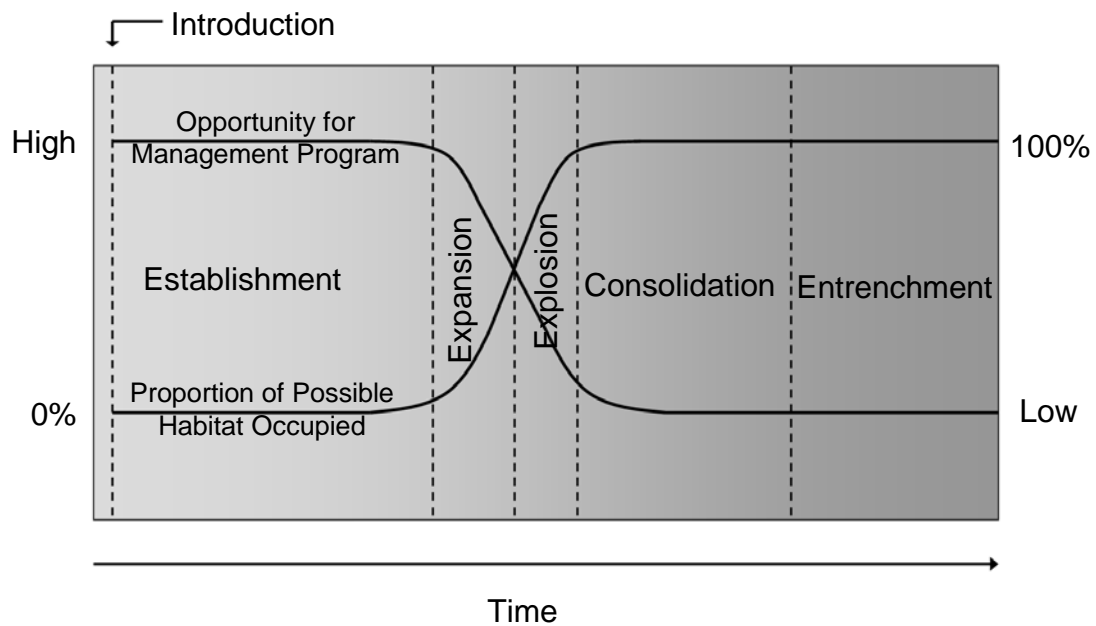 Introduction
Opportunity for
Management Program
High
100%
Establishment
Expansion
Explosion
Consolidation
Entrenchment
Proportion of Possible
Habitat Occupied
0%
Low
Time